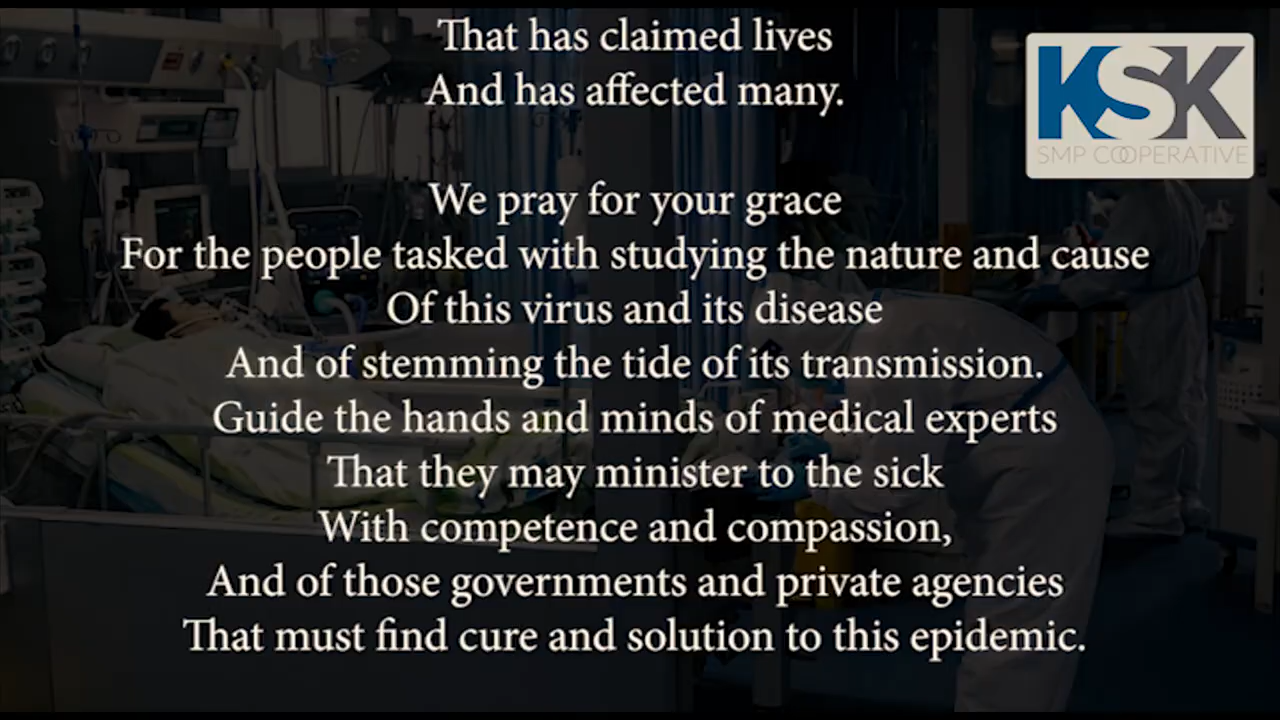 That has claimed lives
And has affected many.
KSK
SMP COOPERATIVE
We pray for your grace
For the people tasked with studying the nature and cause
Of this virus and its disease
And of stemming the tide of its transmission.
Guide the hands and minds of medical experts
That they may minister to the sick
With competence and compassion,
And of those governments and private agencies
That must find cure and solution to this epidemic.